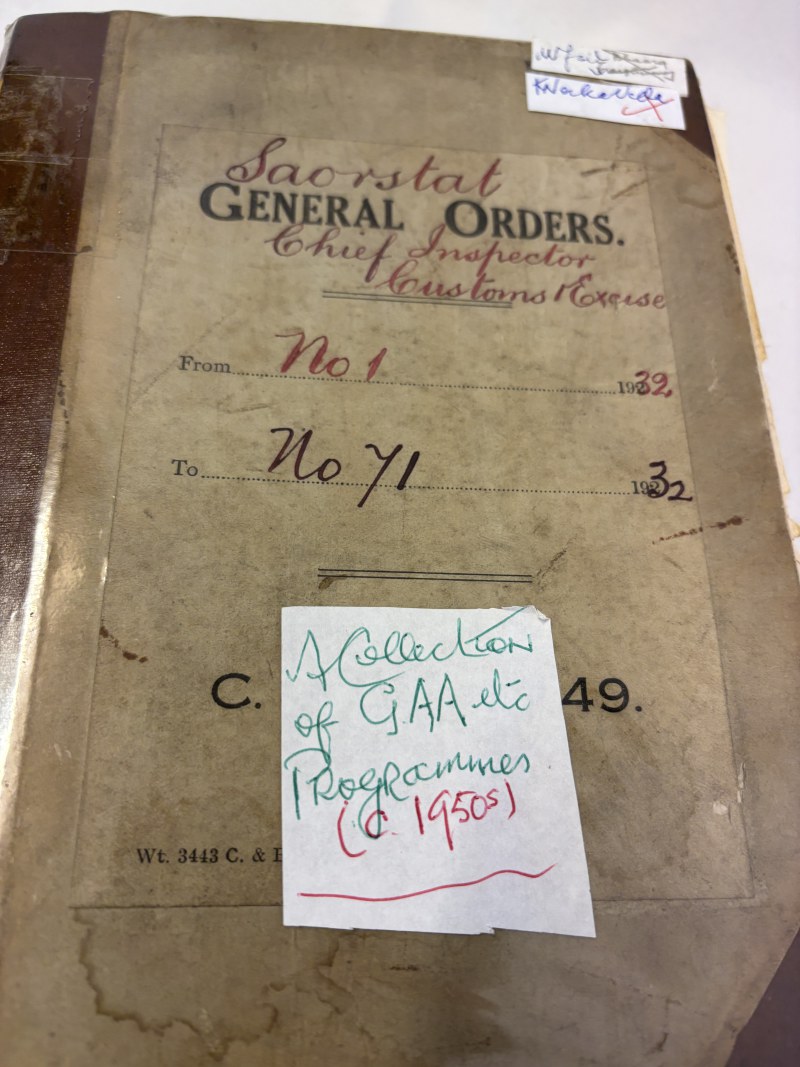 Saorstat
GENERAL ORDERS.
Chief Inspector
Customs & Excise
From No 1 1932
To No 71 1932
C. 49.
A Collection
of GAA etc
Programmes
(c. 1950s)
Wt. 3443 C. &